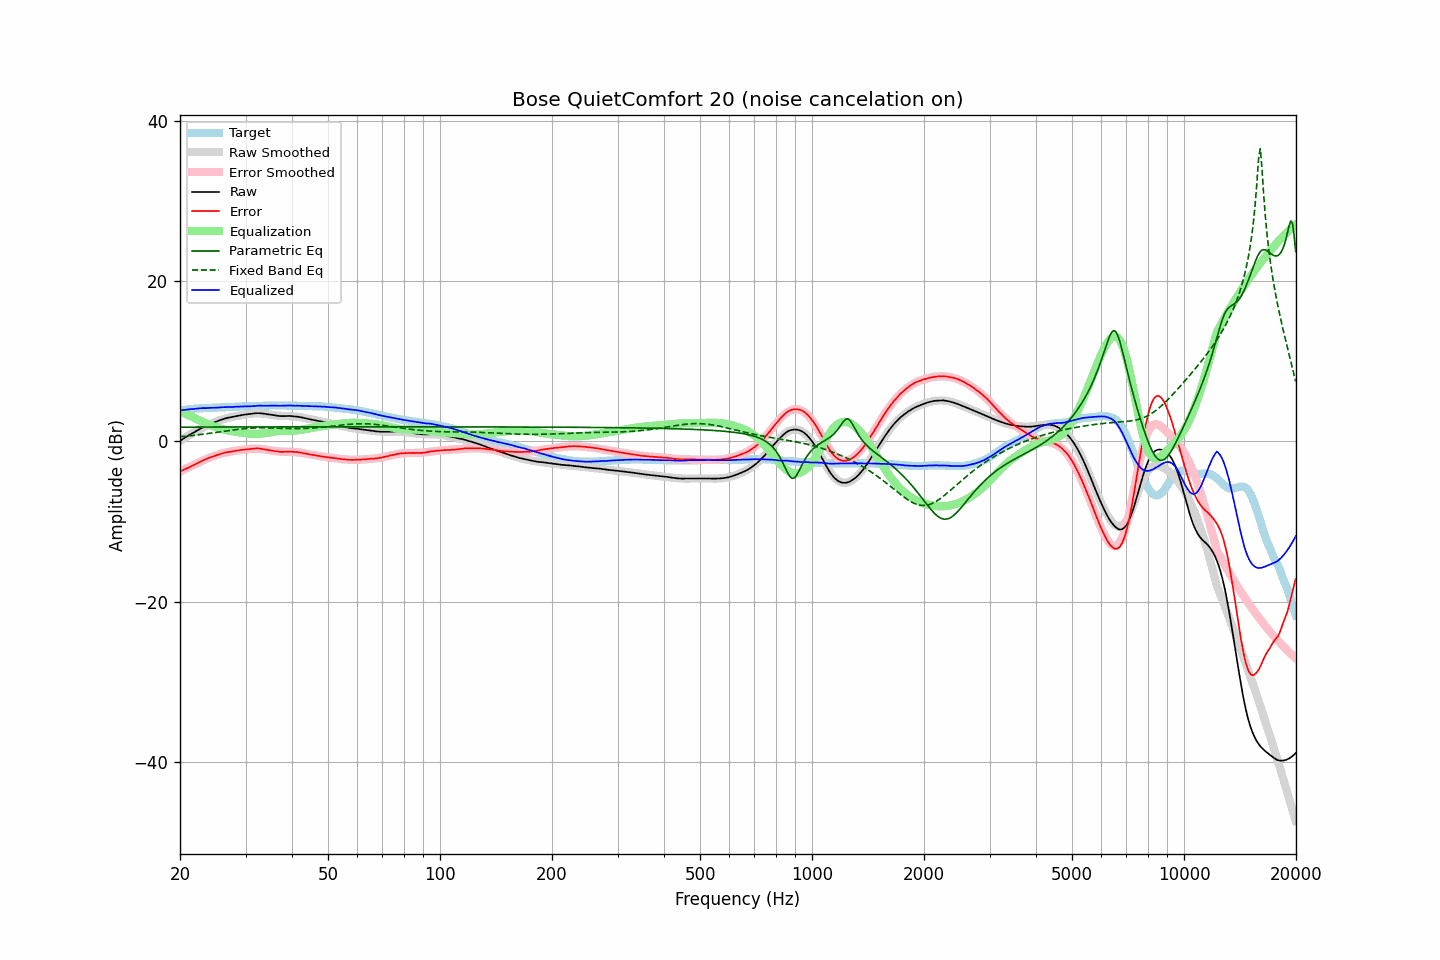 Bose QuietComfort 20 (noise cancelation on)
Amplitude (dBr)
40
20
0
−20
−40
Target
Raw Smoothed
Error Smoothed
Raw
Error
Equalization
Parametric Eq
Fixed Band Eq
Equalized
20 50 100 200 500 1000 2000 5000 10000 20000
Frequency (Hz)